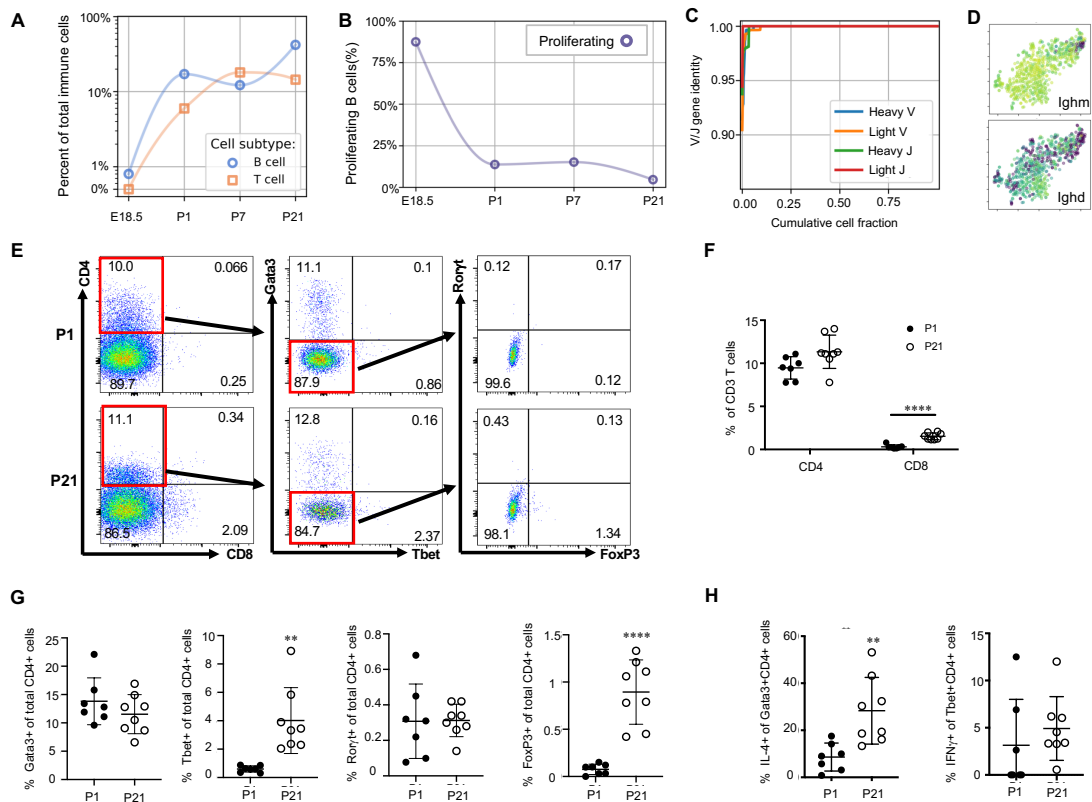 A
Percent of total immune cells
100%
10%
1%
0%
Cell subtype:
B cell
T cell
E18.5 P1 P7 P21
B
Proliferating B cells(%)
100%
75%
50%
25%
0%
Proliferating
E18.5 P1 P7 P21
C
V/J gene identity
1.00
0.95
0.90
Heavy V
Light V
Heavy J
Light J
0.00 0.25 0.50 0.75
Cumulative cell fraction
D
Ighm
Ighd
E
CD4
Gata3
Rorγt
P1
10.0 0.066
89.7 0.25
11.1 0.1
87.9 0.86
0.12 0.17
99.6 0.12
P21
11.1 0.34
86.5 2.09
12.8 0.16
84.7 2.37
0.43 0.13
98.1 1.34
CD8
Tbet
FoxP3
F
% of CD3 T cells
20
15
10
5
0
P1
P21
****
CD4 CD8
G
% Gata3+ of total CD4+ cells
25
20
15
10
5
0
P1 P21
% Tbet+ of total CD4+ cells
10
8
6
4
2
0
**
P1 P21
% Rorγt+ of total CD4+ cells
0.8
0.6
0.4
0.2
0.0
P1 P21
% FoxP3+ of total CD4+ cells
1.5
1.0
0.5
0.0
****
P1 P21
H
% IL-4+ of Gata3+CD4+ cells
60
40
20
0
**
P1 P21
% IFNγ+ of Tbet+CD4+ cells
15
10
5
0
P1 P21